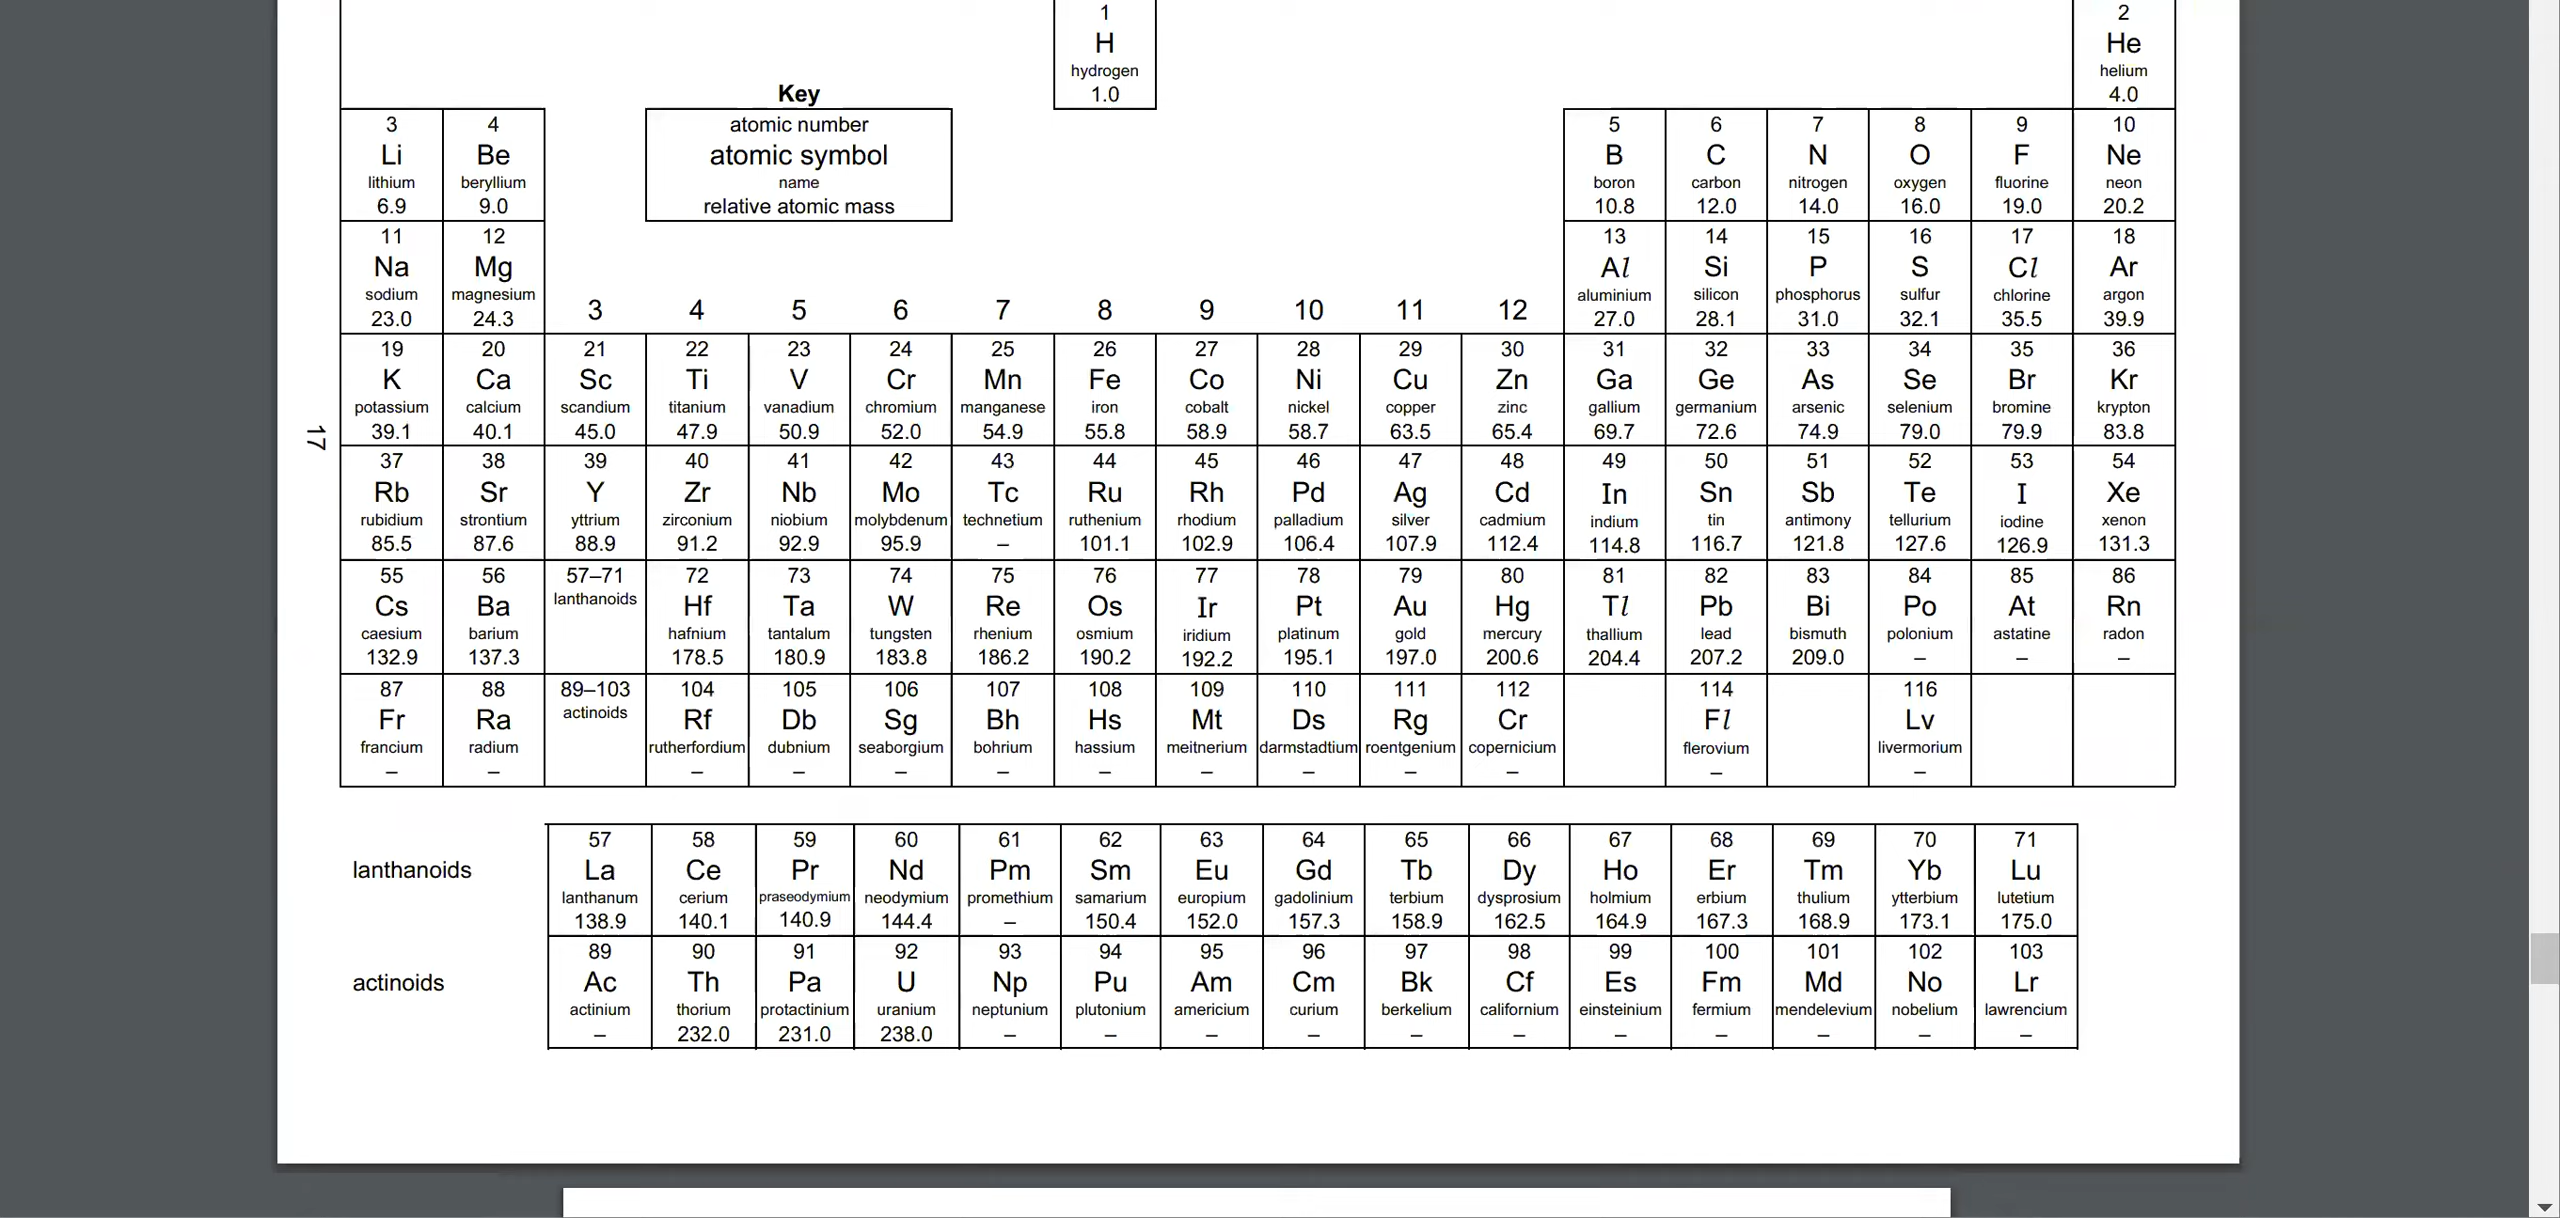 1 2
H He
hydrogen helium
1.0 4.0
Key
3 4 atomic number 5 6 7 8 9 10
Li Be atomic symbol B C N O F Ne
lithium beryllium name boron carbon nitrogen oxygen fluorine neon
6.9 9.0 relative atomic mass 10.8 12.0 14.0 16.0 19.0 20.2
11 12 13 14 15 16 17 18
Na Mg Al Si P S Cl Ar
sodium magnesium aluminium silicon phosphorus sulfur chlorine argon
23.0 24.3 3 4 5 6 7 8 9 10 11 12 27.0 28.1 31.0 32.1 35.5 39.9
19 20 21 22 23 24 25 26 27 28 29 30 31 32 33 34 35 36
K Ca Sc Ti V Cr Mn Fe Co Ni Cu Zn Ga Ge As Se Br Kr
potassium calcium scandium titanium vanadium chromium manganese iron cobalt nickel copper zinc gallium germanium arsenic selenium bromine krypton
39.1 40.1 45.0 47.9 50.9 52.0 54.9 55.8 58.9 58.7 63.5 65.4 69.7 72.6 74.9 79.0 79.9 83.8
17
37 38 39 40 41 42 43 44 45 46 47 48 49 50 51 52 53 54
Rb Sr Y Zr Nb Mo Tc Ru Rh Pd Ag Cd In Sn Sb Te I Xe
rubidium strontium yttrium zirconium niobium molybdenum technetium ruthenium rhodium palladium silver cadmium indium tin antimony tellurium iodine xenon
85.5 87.6 88.9 91.2 92.9 95.9 – 101.1 102.9 106.4 107.9 112.4 114.8 116.7 121.8 127.6 126.9 131.3
55 56 57–71 72 73 74 75 76 77 78 79 80 81 82 83 84 85 86
Cs Ba lanthanoids Hf Ta W Re Os Ir Pt Au Hg Tl Pb Bi Po At Rn
caesium barium hafnium tantalum tungsten rhenium osmium iridium platinum gold mercury thallium lead bismuth polonium astatine radon
132.9 137.3 178.5 180.9 183.8 186.2 190.2 192.2 195.1 197.0 200.6 204.4 207.2 209.0 – – –
87 88 89–103 104 105 106 107 108 109 110 111 112 114 116
Fr Ra actinoids Rf Db Sg Bh Hs Mt Ds Rg Cr Fl Lv
francium radium rutherfordium dubnium seaborgium bohrium hassium meitnerium darmstadtium roentgenium copernicium flerovium livermorium
– – – – – – – – – – – – –
57 58 59 60 61 62 63 64 65 66 67 68 69 70 71
lanthanoids La Ce Pr Nd Pm Sm Eu Gd Tb Dy Ho Er Tm Yb Lu
lanthanum cerium praseodymium neodymium promethium samarium europium gadolinium terbium dysprosium holmium erbium thulium ytterbium lutetium
138.9 140.1 140.9 144.4 – 150.4 152.0 157.3 158.9 162.5 164.9 167.3 168.9 173.1 175.0
89 90 91 92 93 94 95 96 97 98 99 100 101 102 103
actinoids Ac Th Pa U Np Pu Am Cm Bk Cf Es Fm Md No Lr
actinium thorium protactinium uranium neptunium plutonium americium curium berkelium californium einsteinium fermium mendelevium nobelium lawrencium
– 232.0 231.0 238.0 – – – – – – – – – – –